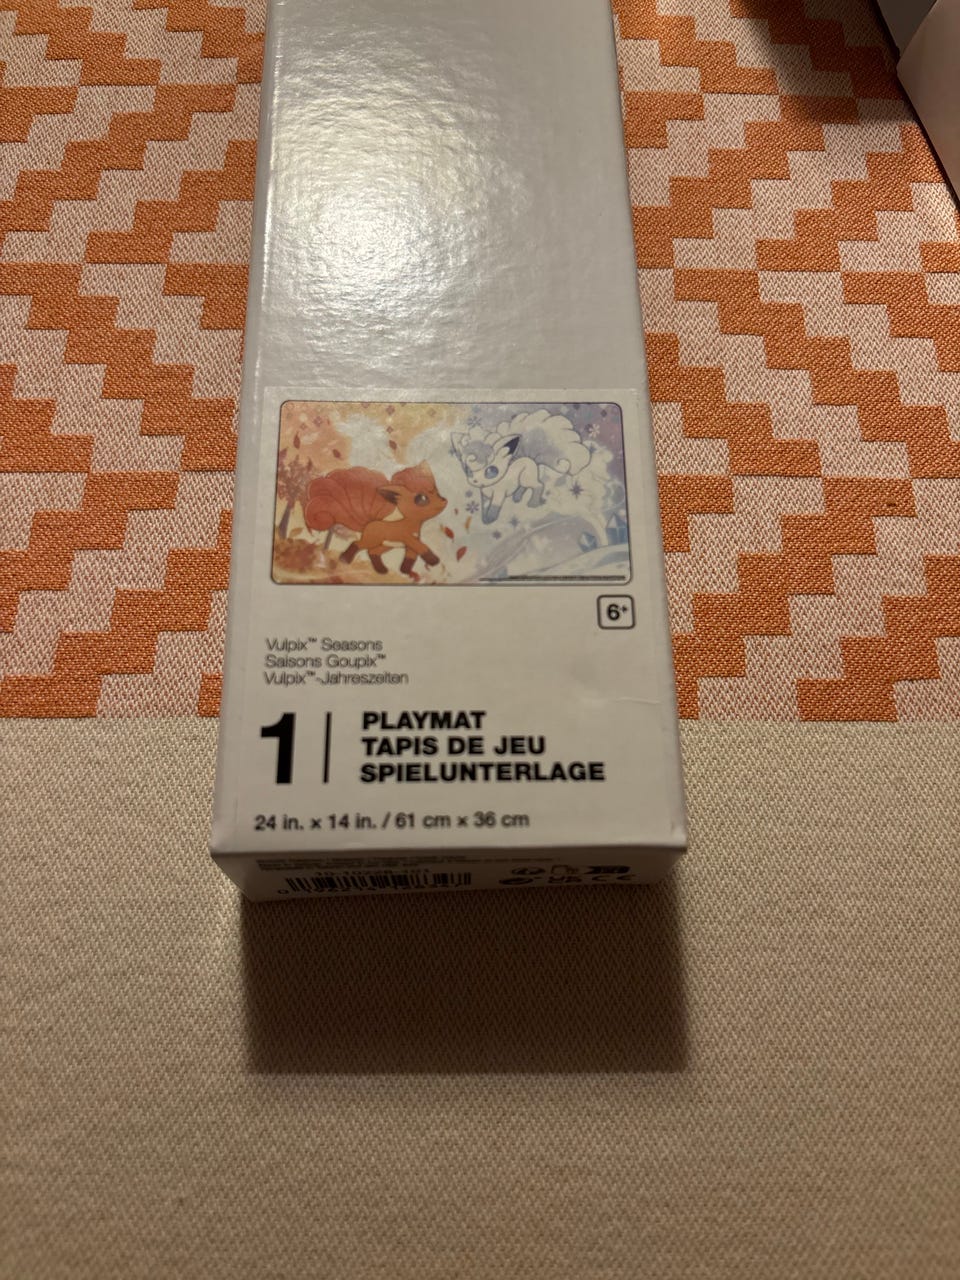 6+
Vulpix™ Seasons
Saisons Goupix™
Vulpix™-Jahreszeiten
1
PLAYMAT
TAPIS DE JEU
SPIELUNTERLAGE
24 in. x 14 in. / 61 cm x 36 cm